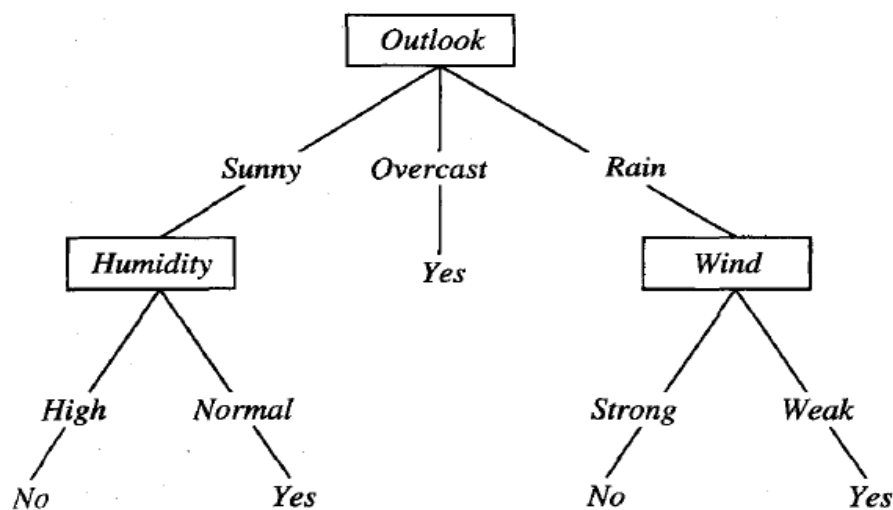 Outlook
Sunny Overcast Rain
Humidity Yes Wind
High Normal Strong Weak
No Yes No Yes